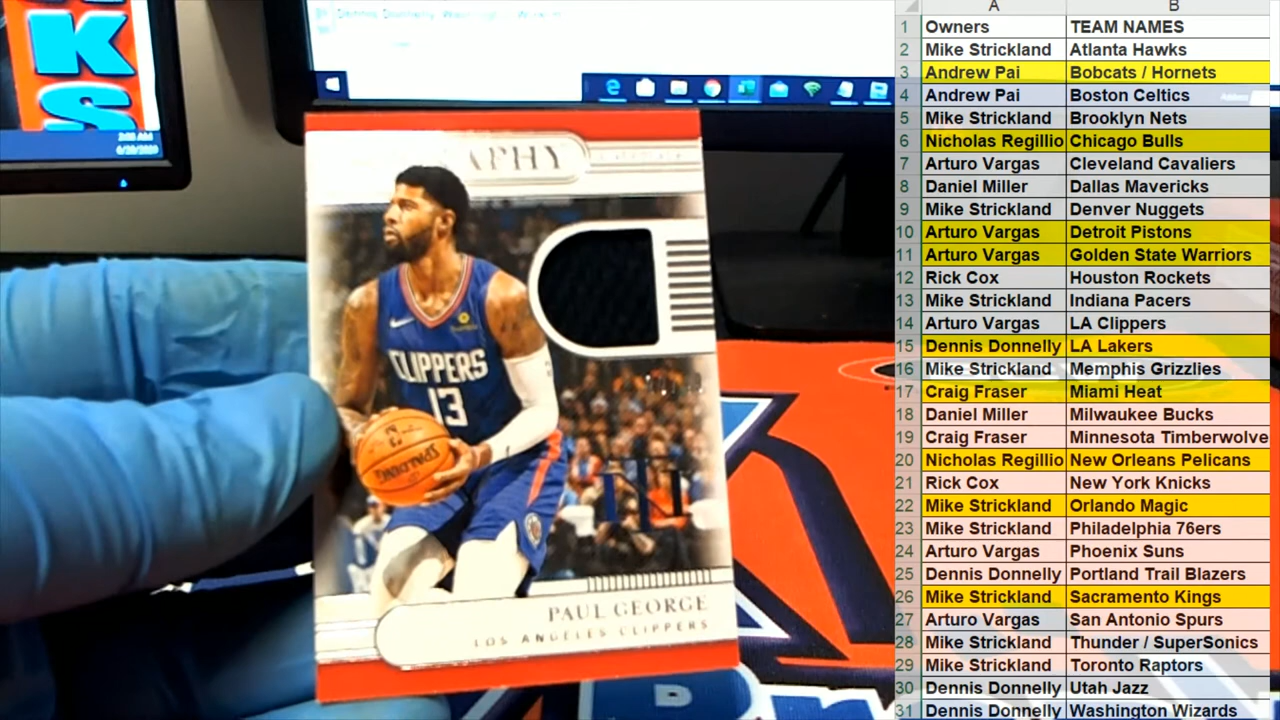 K
S
2:08 AM
6/20/2020
APHY
CLIPPERS
13
SPALDING
PAUL GEORGE
LOS ANGELES CLIPPERS
A B
1 Owners TEAM NAMES
2 Mike Strickland Atlanta Hawks
3 Andrew Pai Bobcats / Hornets
4 Andrew Pai Boston Celtics
5 Mike Strickland Brooklyn Nets
6 Nicholas Regillio Chicago Bulls
7 Arturo Vargas Cleveland Cavaliers
8 Daniel Miller Dallas Mavericks
9 Mike Strickland Denver Nuggets
10 Arturo Vargas Detroit Pistons
11 Arturo Vargas Golden State Warriors
12 Rick Cox Houston Rockets
13 Mike Strickland Indiana Pacers
14 Arturo Vargas LA Clippers
15 Dennis Donnelly LA Lakers
16 Mike Strickland Memphis Grizzlies
17 Craig Fraser Miami Heat
18 Daniel Miller Milwaukee Bucks
19 Craig Fraser Minnesota Timberwolve
20 Nicholas Regillio New Orleans Pelicans
21 Rick Cox New York Knicks
22 Mike Strickland Orlando Magic
23 Mike Strickland Philadelphia 76ers
24 Arturo Vargas Phoenix Suns
25 Dennis Donnelly Portland Trail Blazers
26 Mike Strickland Sacramento Kings
27 Arturo Vargas San Antonio Spurs
28 Mike Strickland Thunder / SuperSonics
29 Mike Strickland Toronto Raptors
30 Dennis Donnelly Utah Jazz
31 Dennis Donnelly Washington Wizards